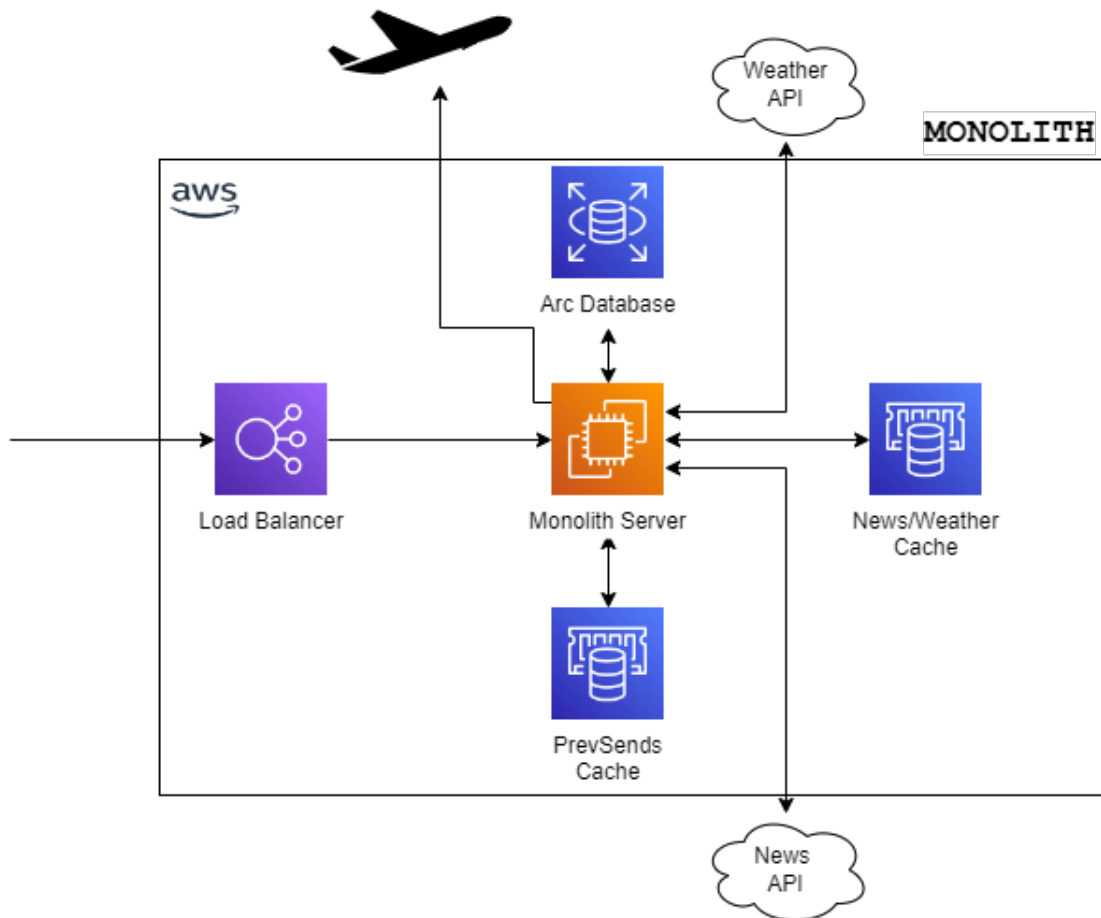 Weather
API
MONOLITH
aws
Arc Database
Load Balancer
Monolith Server
News/Weather
Cache
PrevSends
Cache
News
API